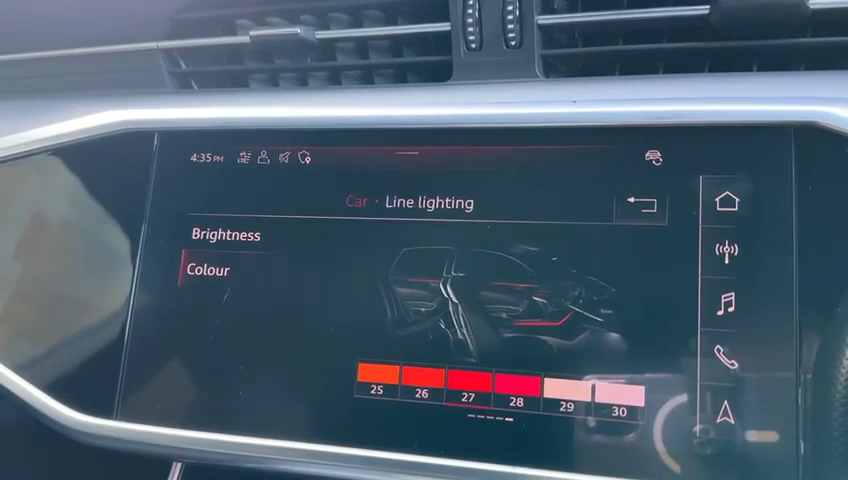 4:35 PM
Car · Line lighting
Brightness
Colour
25 26 27 28 29 30